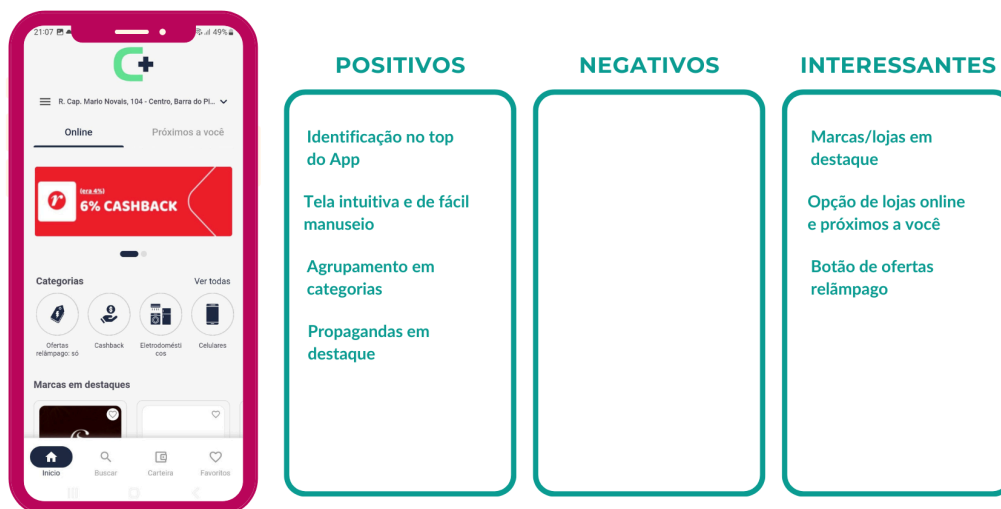 21:07
49%
C+
R. Cap. Mario Novais, 104 - Centro, Barra do Pi...
Online
Próximos a você
r
(era 4%)
6% CASHBACK
Categorias
Ver todas
Ofertas
relâmpago: só
Cashback
Eletrodomésti
cos
Celulares
Marcas em destaques
Inicio
Buscar
Carteira
Favoritos
POSITIVOS
Identificação no top
do App
Tela intuitiva e de fácil
manuseio
Agrupamento em
categorias
Propagandas em
destaque
NEGATIVOS
INTERESSANTES
Marcas/lojas em
destaque
Opção de lojas online
e próximos a você
Botão de ofertas
relãmpago